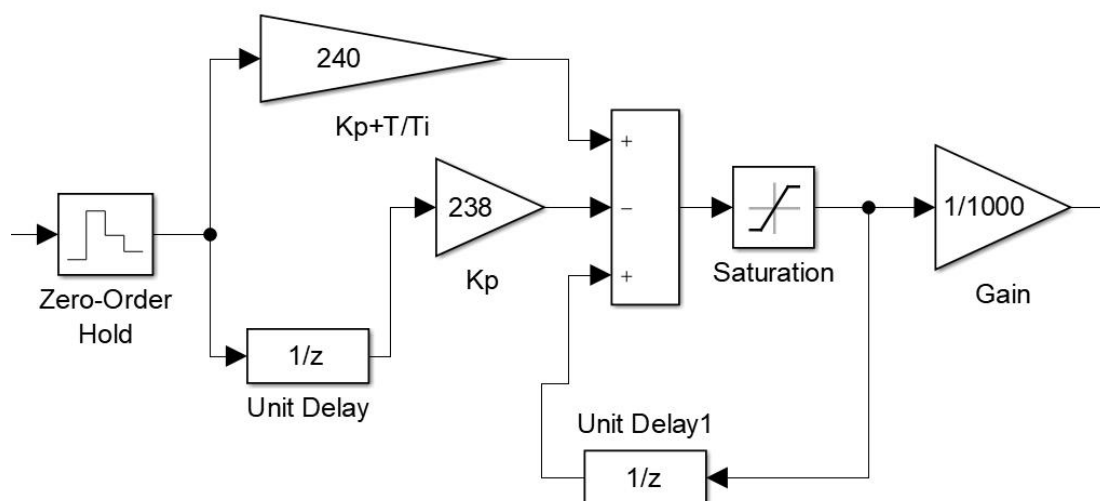 240
Kp+T/Ti
+
238
Kp
−
+
Saturation
1/1000
Gain
Zero-Order
Hold
1/z
Unit Delay
Unit Delay1
1/z